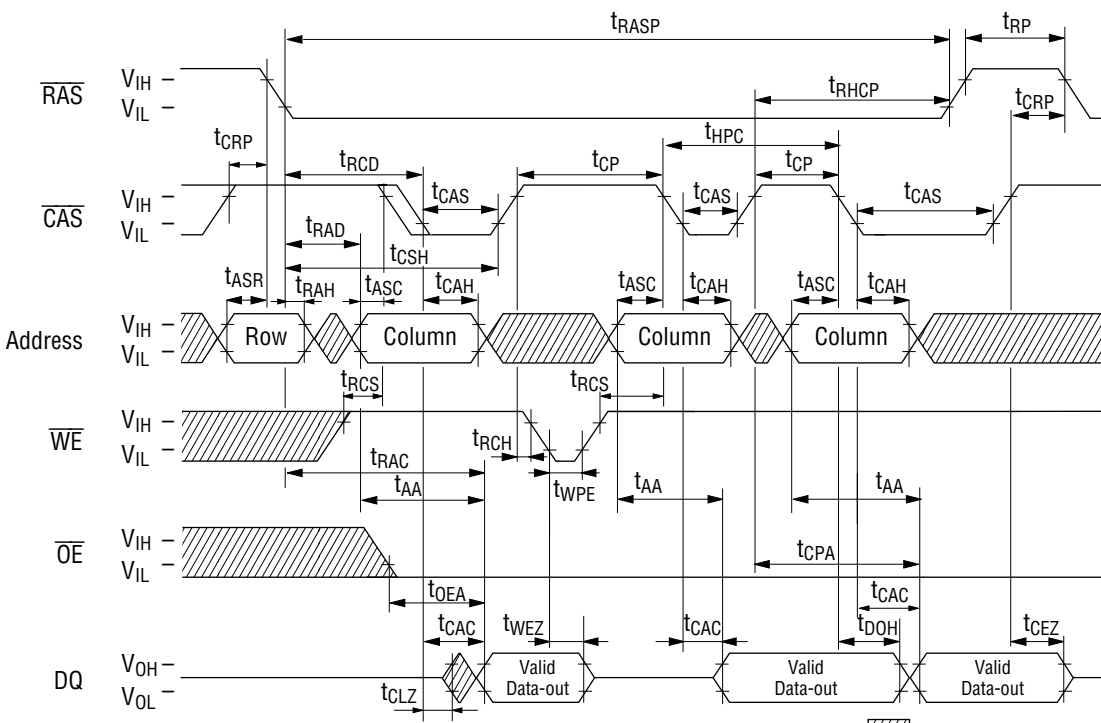 tRASP tRP
RAS VIH
VIL
tRHCP
tCRP tCRP
tRCD tCP tHPC tCP
CAS VIH
VIL
tCAS tCAS tCAS
tRAD
tCSH
tASR tRAH tASC tCAH tASC tCAH tASC tCAH
Address VIH
VIL
Row Column Column Column
tRCS tRCS
WE VIH
VIL
tRCH
tRAC
tWPE
tAA tAA tAA
OE VIH
VIL
tCPA
tOEA
tCAC tWEZ tCAC tCAC
tDOH tCEZ
DQ VOH
VOL
Valid Data-out
Valid Data-out
Valid Data-out
tCLZ